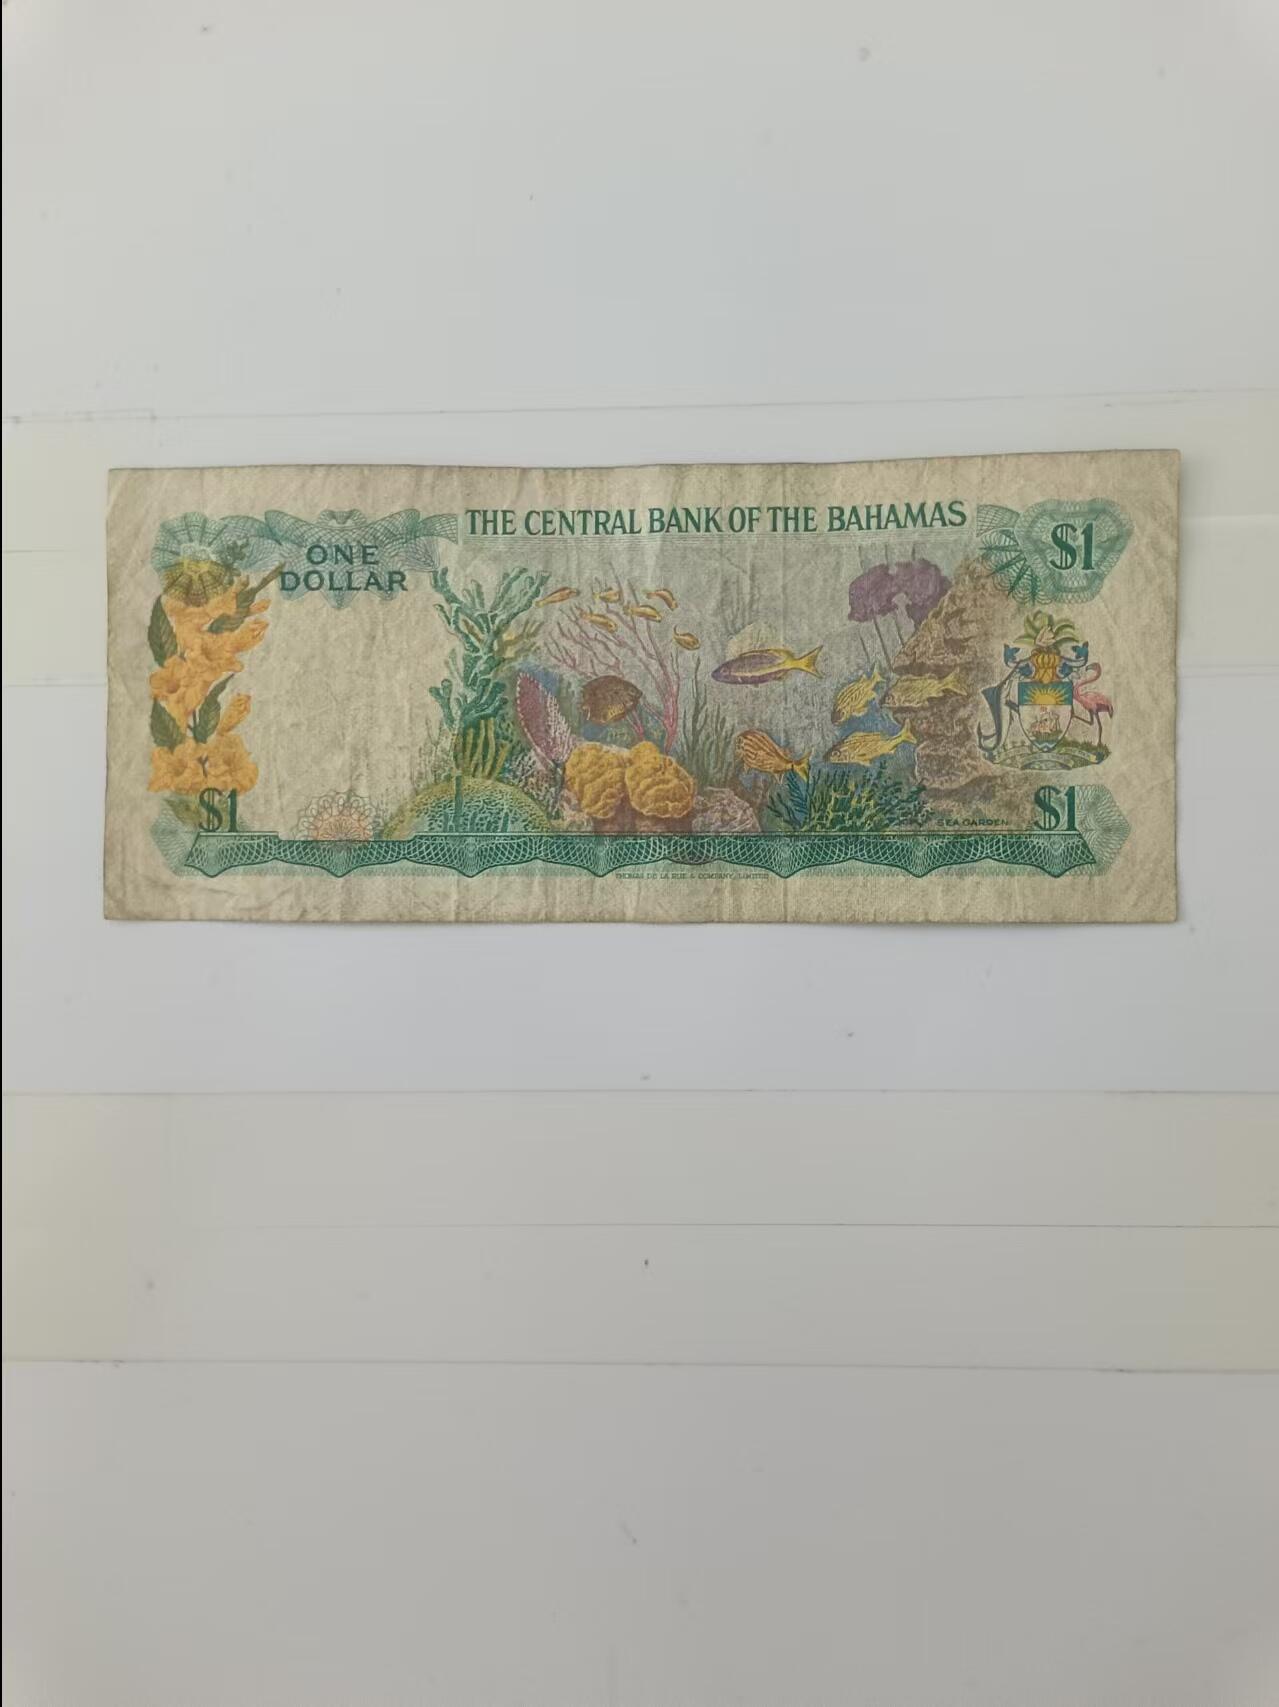 THE CENTRAL BANK OF THE BAHAMAS
$1
ONE
DOLLAR
$1
SEA GARDEN
$1
THOMAS DE LA RUE & COMPANY, LIMITED